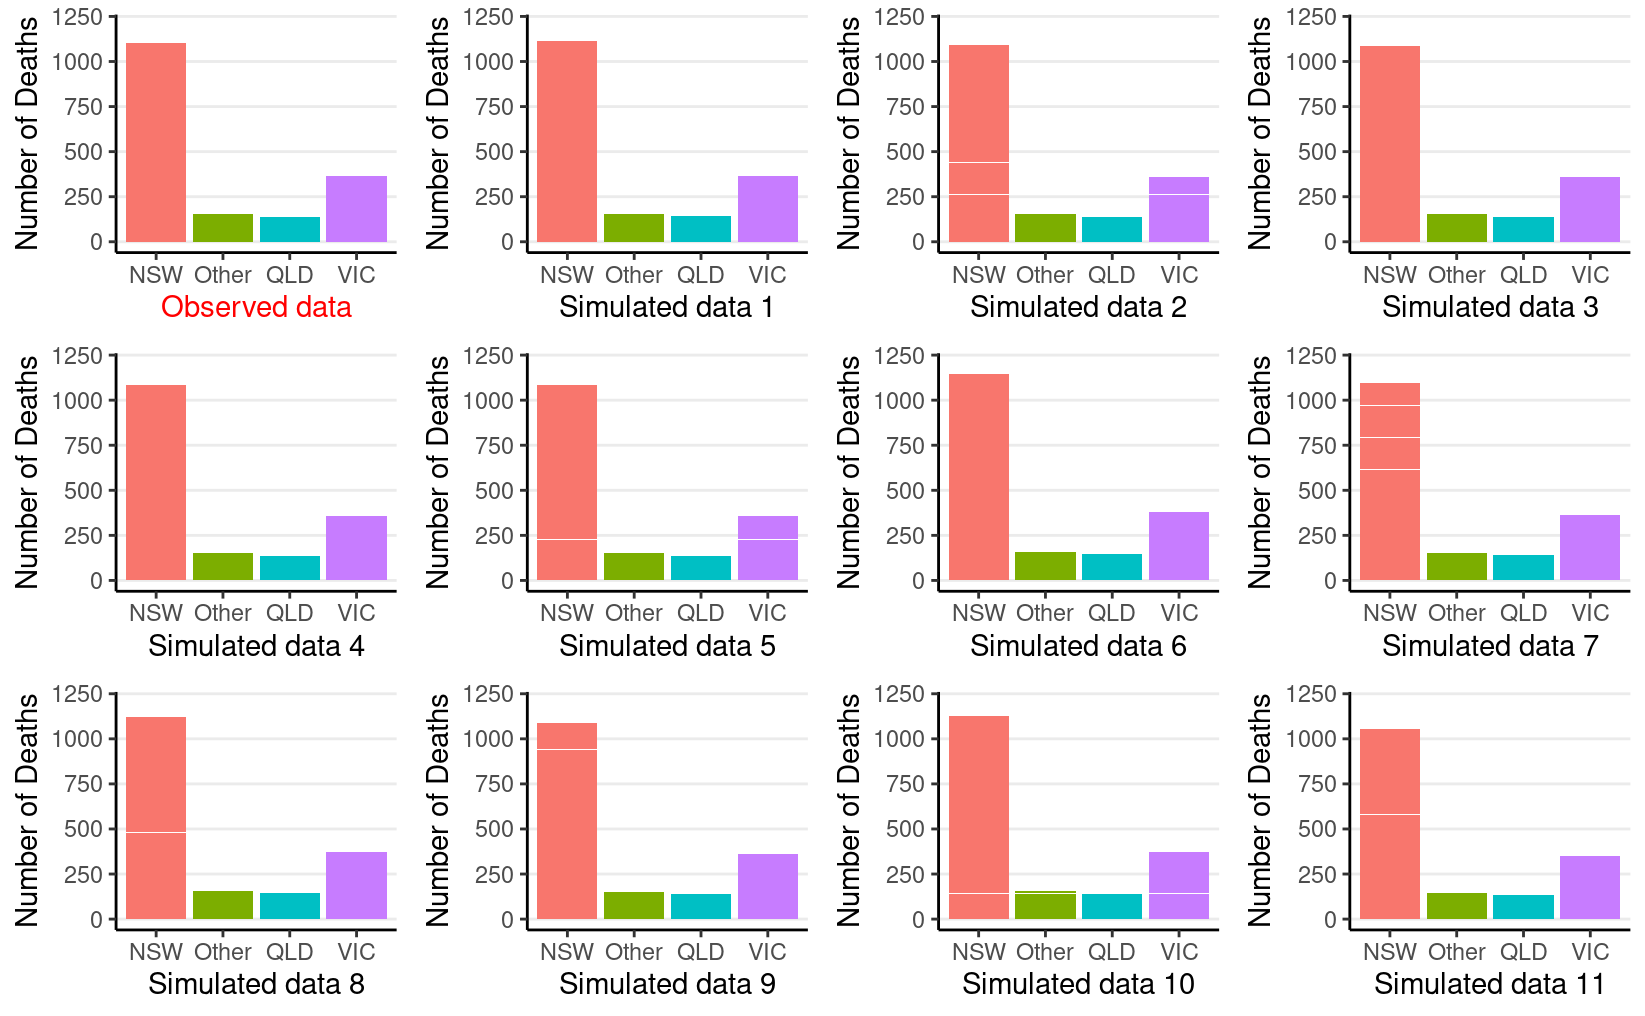 Number of Deaths
1250
1000
750
500
250
0
NSW Other QLD VIC
Observed data
Number of Deaths
1250
1000
750
500
250
0
NSW Other QLD VIC
Simulated data 1
Number of Deaths
1250
1000
750
500
250
0
NSW Other QLD VIC
Simulated data 2
Number of Deaths
1250
1000
750
500
250
0
NSW Other QLD VIC
Simulated data 3
Number of Deaths
1250
1000
750
500
250
0
NSW Other QLD VIC
Simulated data 4
Number of Deaths
1250
1000
750
500
250
0
NSW Other QLD VIC
Simulated data 5
Number of Deaths
1250
1000
750
500
250
0
NSW Other QLD VIC
Simulated data 6
Number of Deaths
1250
1000
750
500
250
0
NSW Other QLD VIC
Simulated data 7
Number of Deaths
1250
1000
750
500
250
0
NSW Other QLD VIC
Simulated data 8
Number of Deaths
1250
1000
750
500
250
0
NSW Other QLD VIC
Simulated data 9
Number of Deaths
1250
1000
750
500
250
0
NSW Other QLD VIC
Simulated data 10
Number of Deaths
1250
1000
750
500
250
0
NSW Other QLD VIC
Simulated data 11